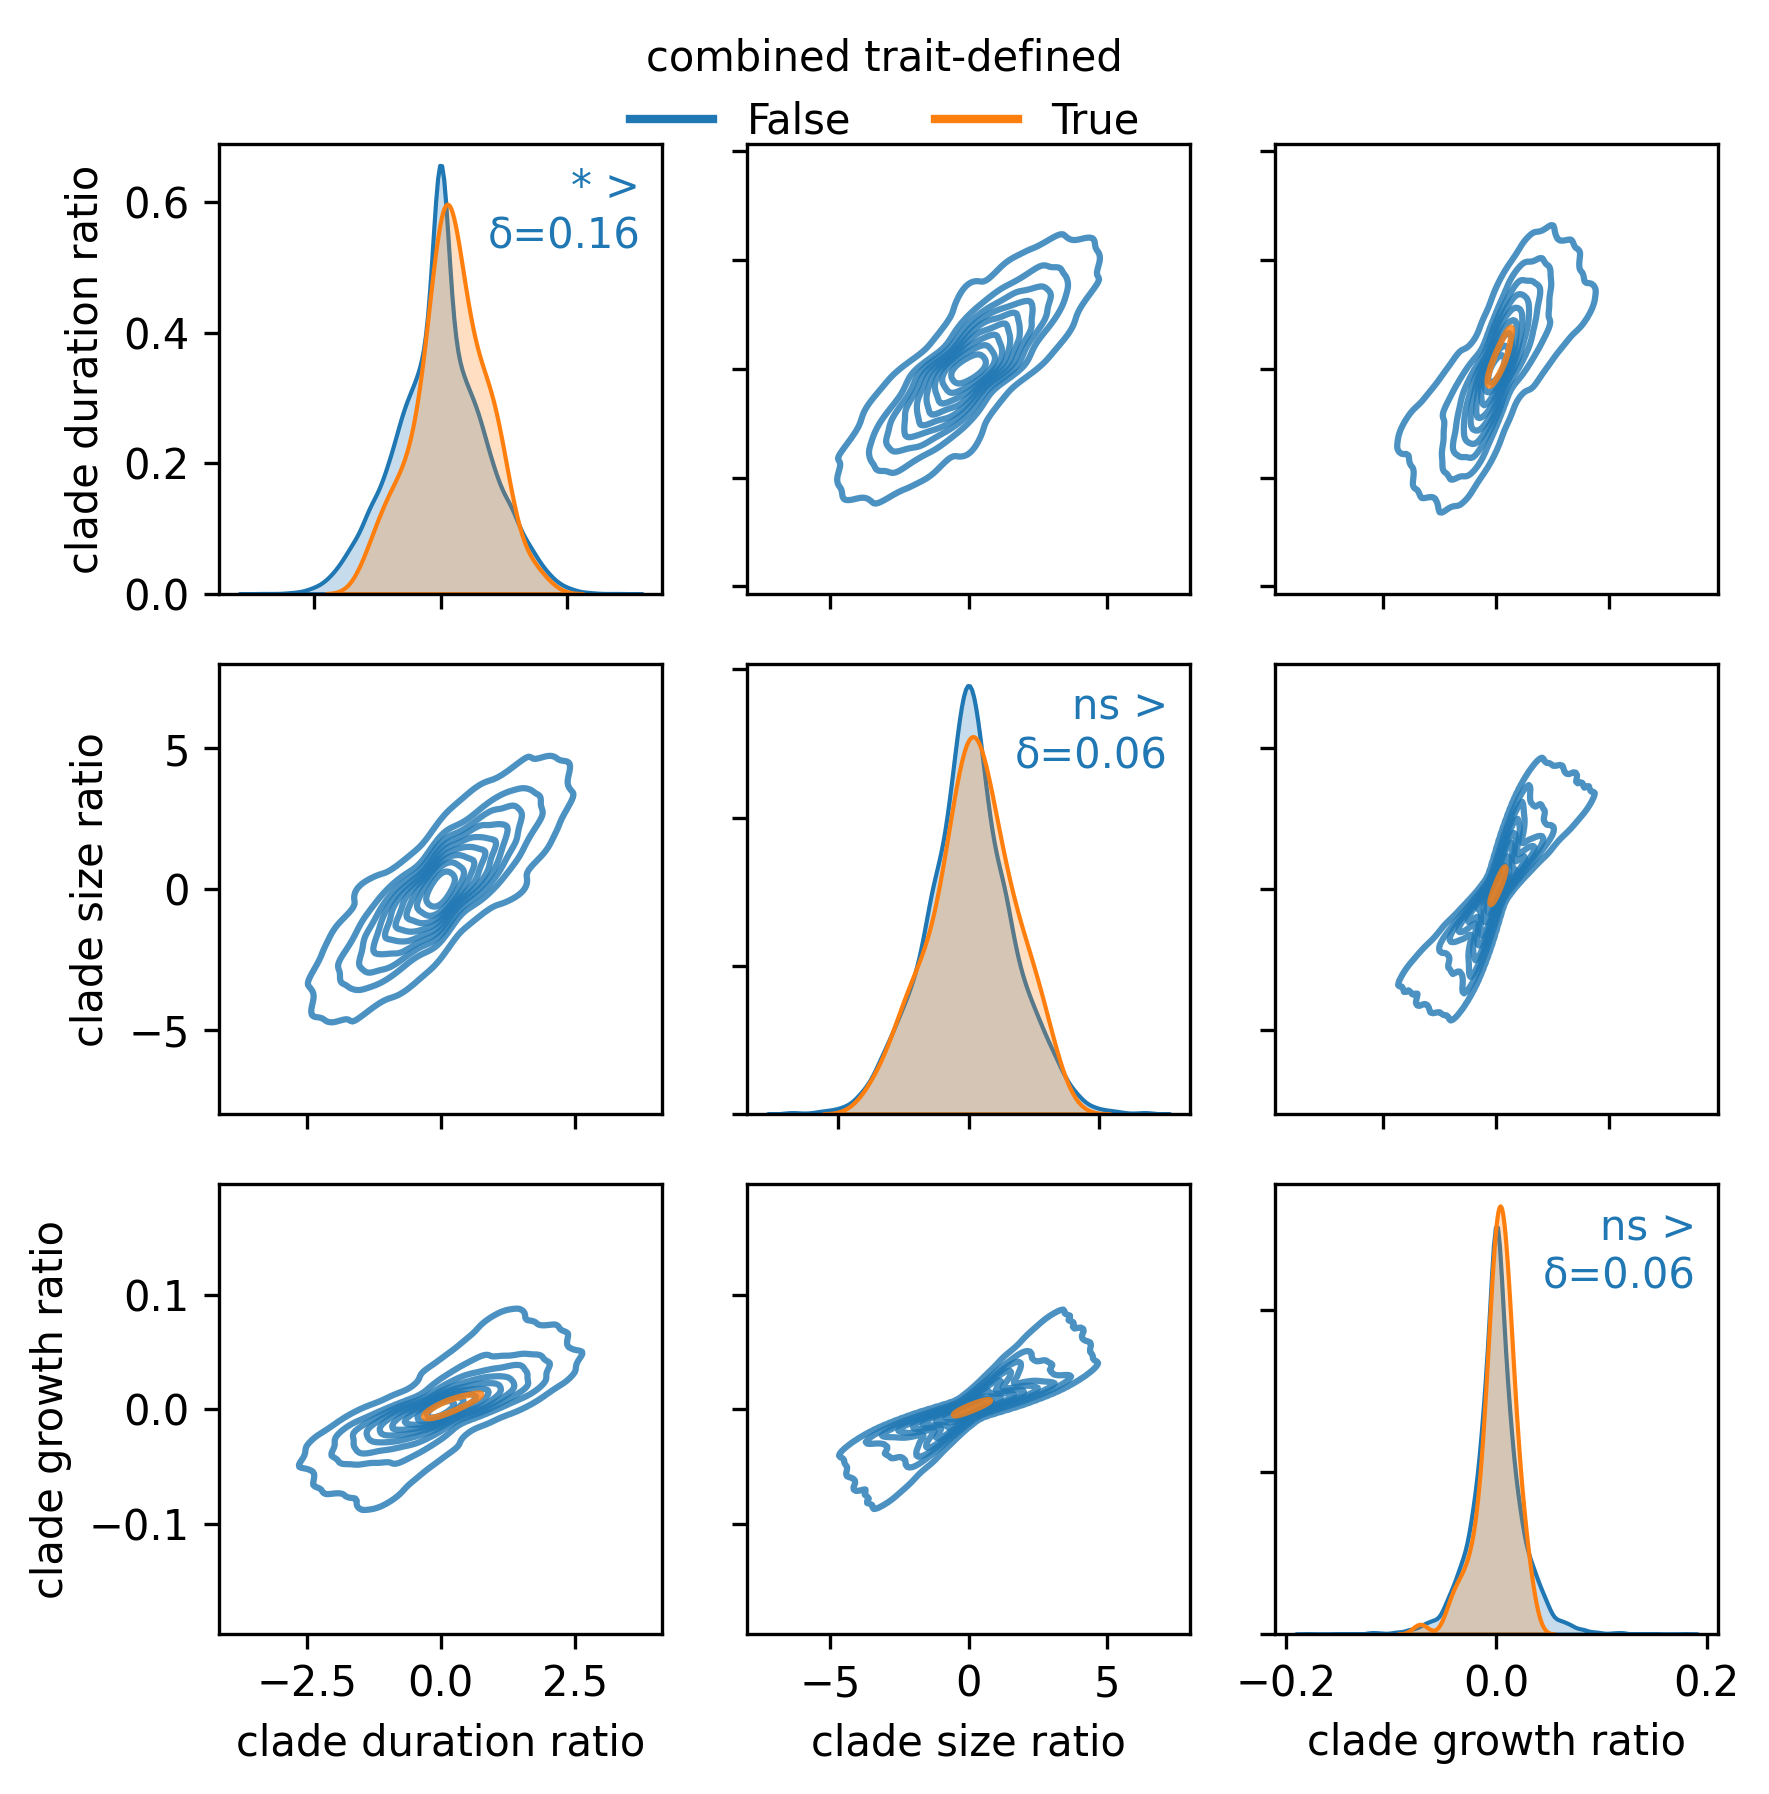 combined trait-defined
False True
clade duration ratio
0.6
0.4
0.2
0.0
* >
δ=0.16
clade size ratio
5
0
−5
ns >
δ=0.06
clade growth ratio
0.1
0.0
−0.1
ns >
δ=0.06
−2.5 0.0 2.5
−5 0 5
−0.2 0.0 0.2
clade duration ratio
clade size ratio
clade growth ratio